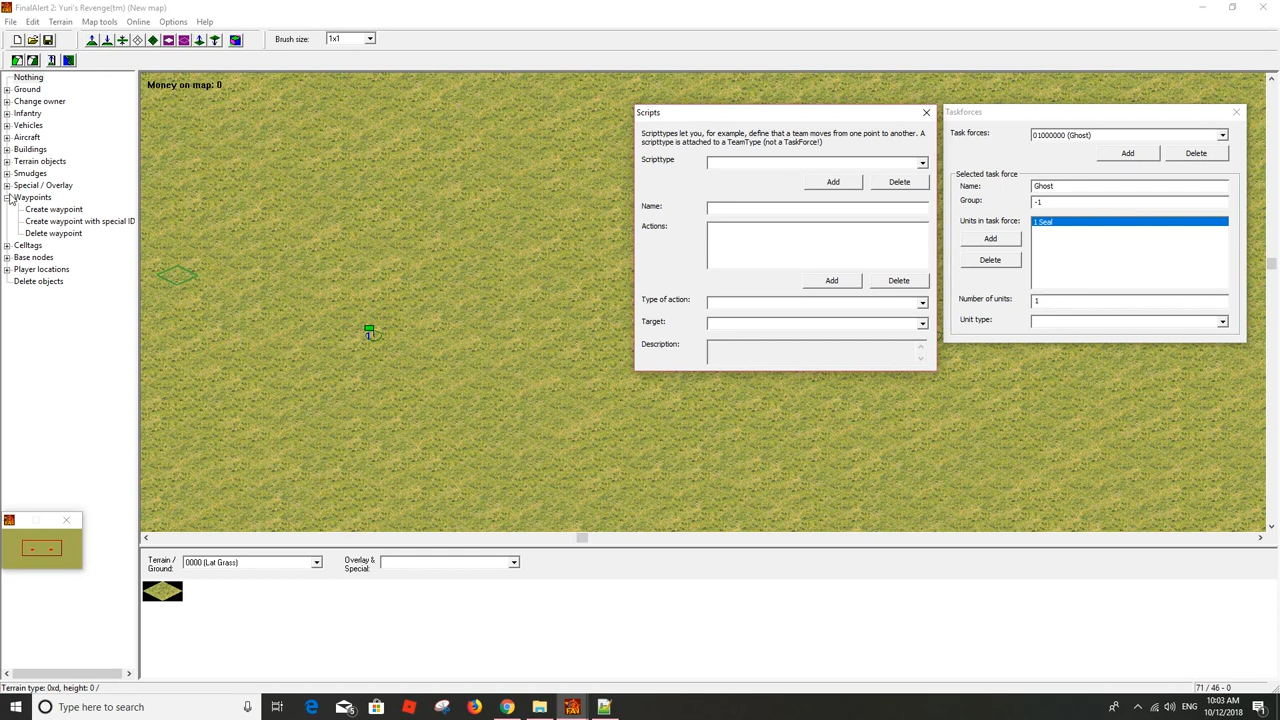 FinalAlert 2: Yuri's Revenge(tm) (New map)
File Edit Terrain Map tools Online Options Help
Brush size: 1x1
Nothing
Ground
Change owner
Infantry
Vehicles
Aircraft
Buildings
Terrain objects
Smudges
Special / Overlay
Waypoints
Create waypoint
Create waypoint with special ID
Delete waypoint
Celltags
Base nodes
Player locations
Delete objects
Money on map: 0
1
Scripts
Scripttypes let you, for example, define that a team moves from one point to another. A
scripttype is attached to a TeamType (not a TaskForce!)
Scripttype
Add Delete
Name:
Actions:
Add Delete
Type of action:
Target:
Description:
Taskforces
Task forces: 01000000 (Ghost)
Add Delete
Selected task force
Name: Ghost
Group: -1
Units in task force: 1 Seal
Add
Delete
Number of units: 1
Unit type:
Terrain /
Ground: 0000 (Lat Grass)
Overlay &
Special:
Terrain type: 0xd, height: 0 /
71 / 46 - 0
Type here to search
ENG
10:03 AM
10/12/2018